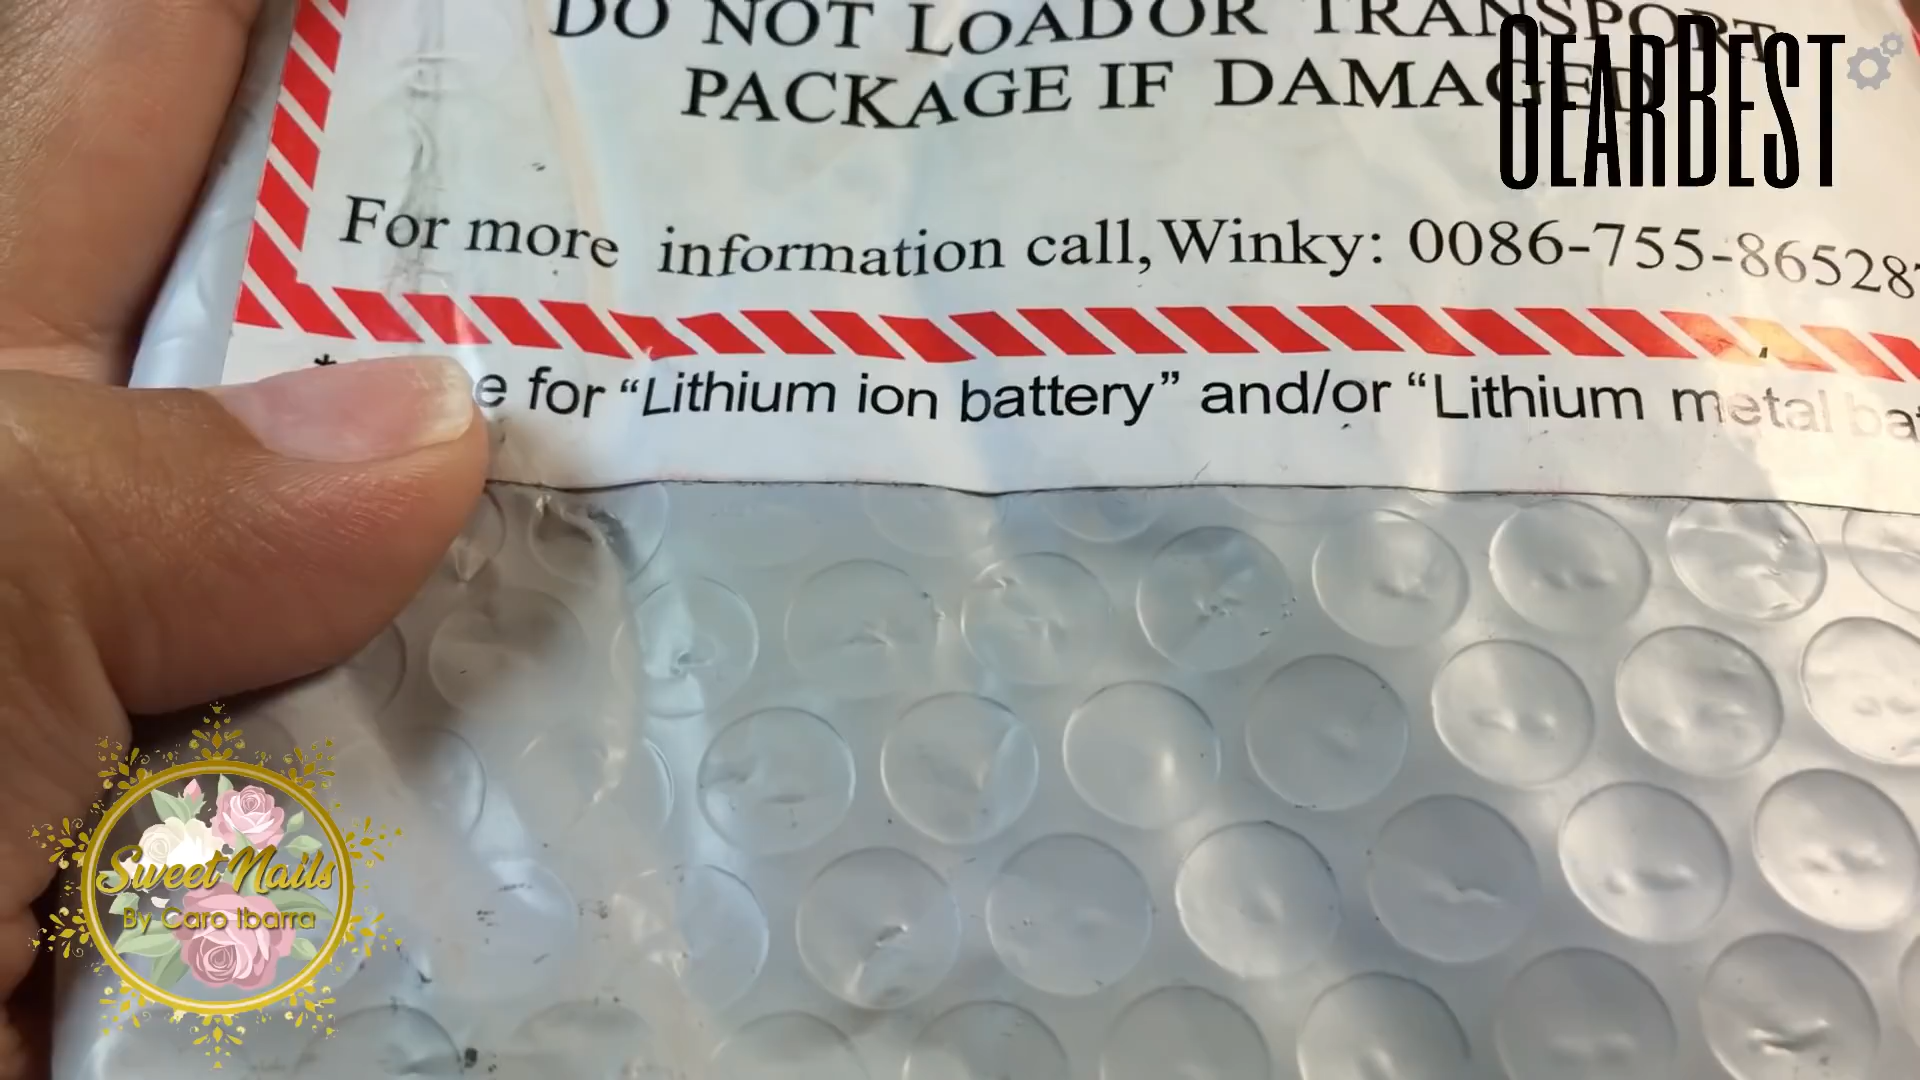 DO NOT LOAD OR TRANSPORT
PACKAGE IF DAMAGED
GEARBEST
For more information call, Winky: 0086-755-86528
for “Lithium ion battery” and/or “Lithium metal
Sweet Nails
By Caro Ibarra